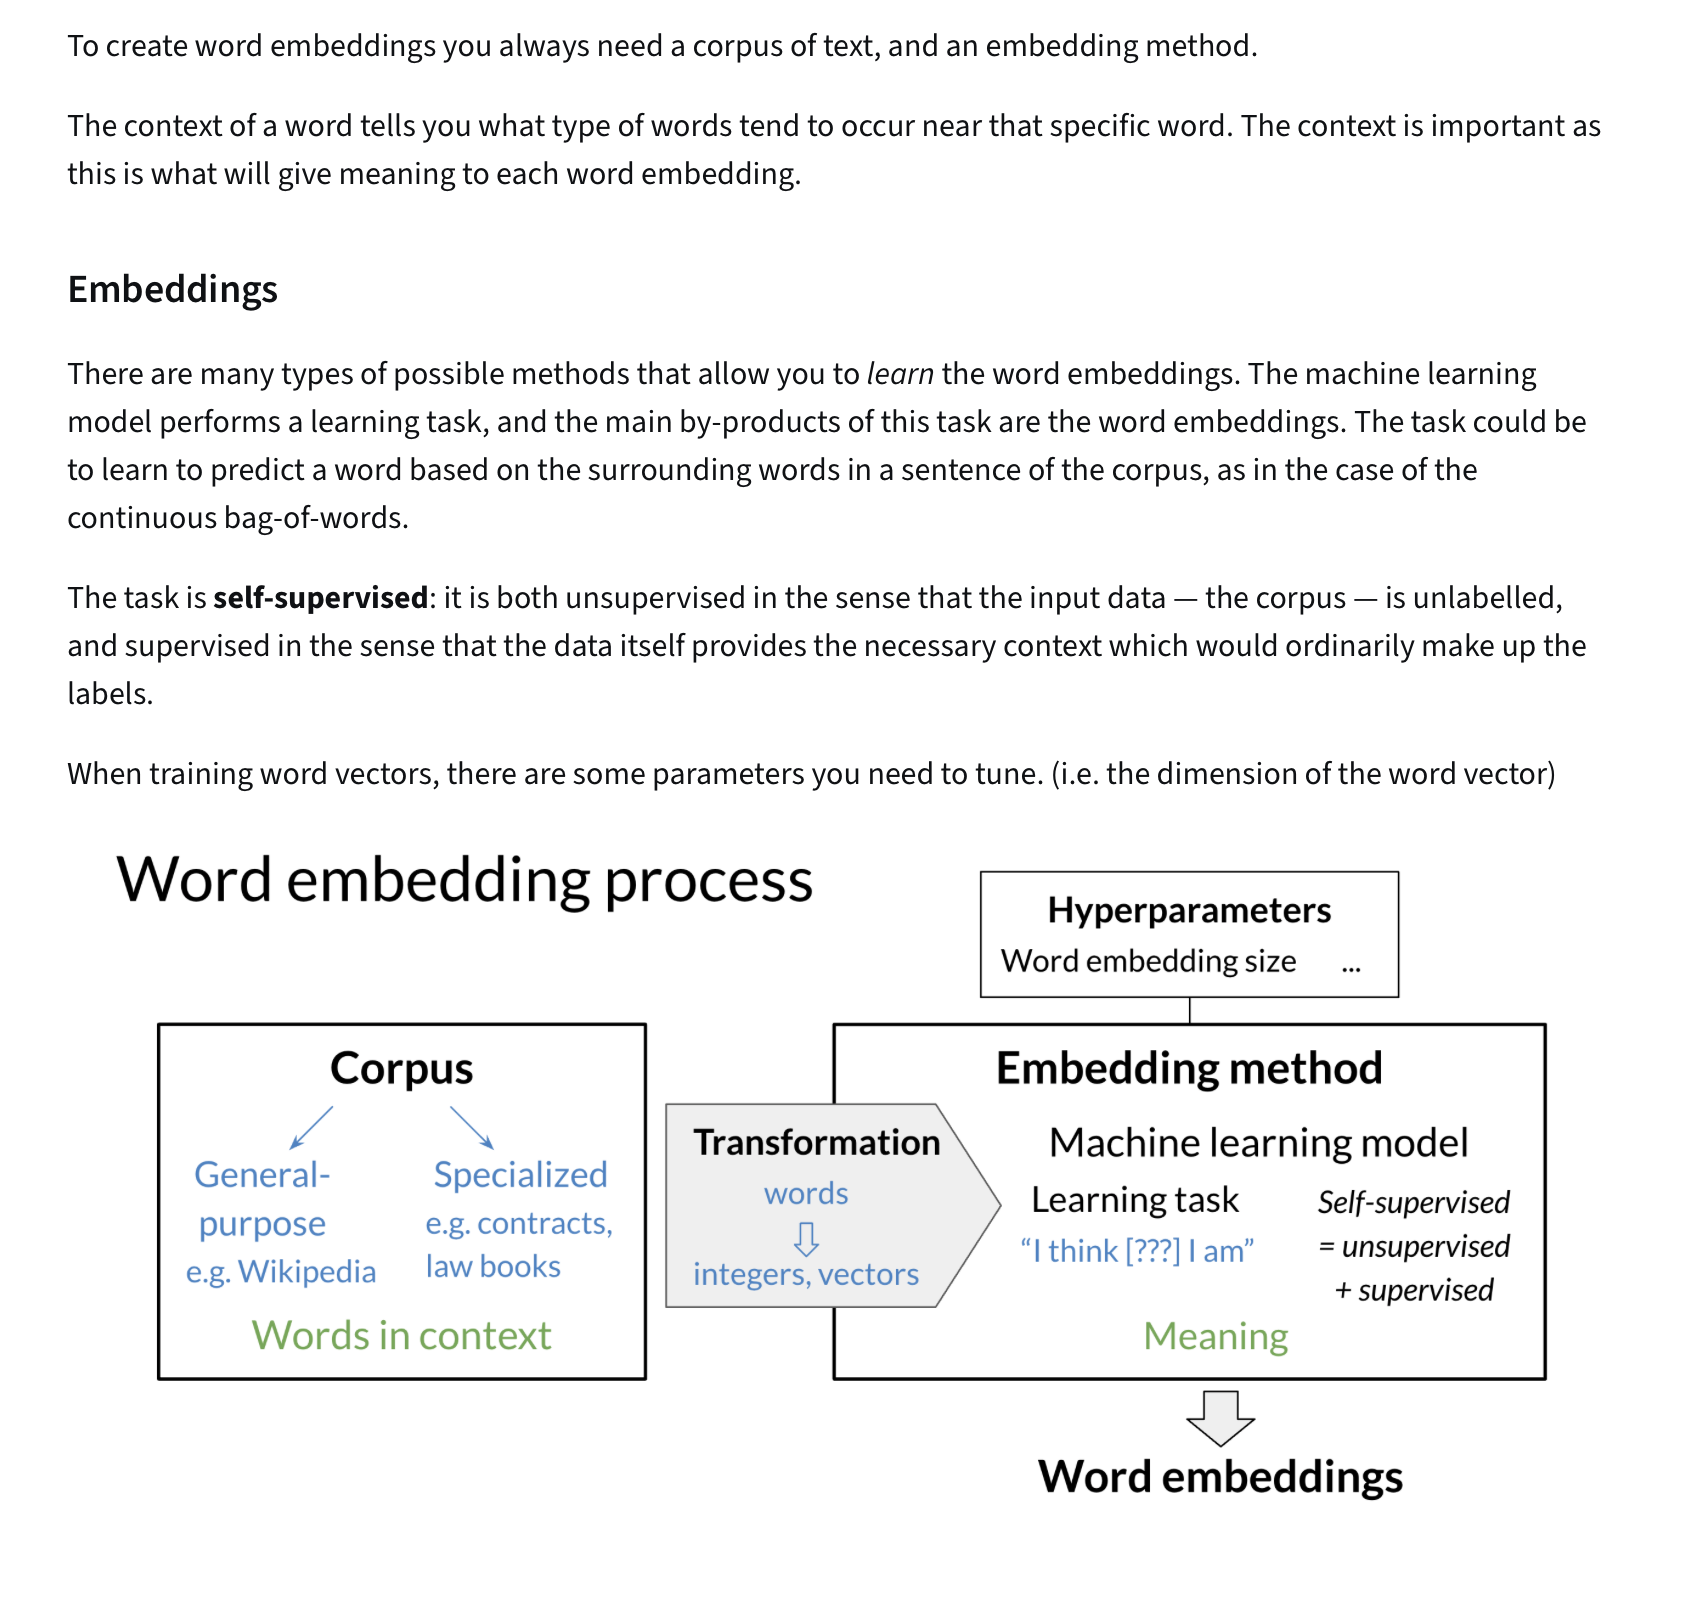 To create word embeddings you always need a corpus of text, and an embedding method.
The context of a word tells you what type of words tend to occur near that specific word. The context is important as
this is what will give meaning to each word embedding.
Embeddings
There are many types of possible methods that allow you to learn the word embeddings. The machine learning
model performs a learning task, and the main by-products of this task are the word embeddings. The task could be
to learn to predict a word based on the surrounding words in a sentence of the corpus, as in the case of the
continuous bag-of-words.
The task is self-supervised: it is both unsupervised in the sense that the input data — the corpus — is unlabelled,
and supervised in the sense that the data itself provides the necessary context which would ordinarily make up the
labels.
When training word vectors, there are some parameters you need to tune. (i.e. the dimension of the word vector)
Word embedding process
Hyperparameters
Word embedding size ...
Corpus
General-
purpose
e.g. Wikipedia
Specialized
e.g. contracts,
law books
Words in context
Transformation
words
integers, vectors
Embedding method
Machine learning model
Learning task
“I think [???] I am”
Self-supervised
= unsupervised
+ supervised
Meaning
Word embeddings